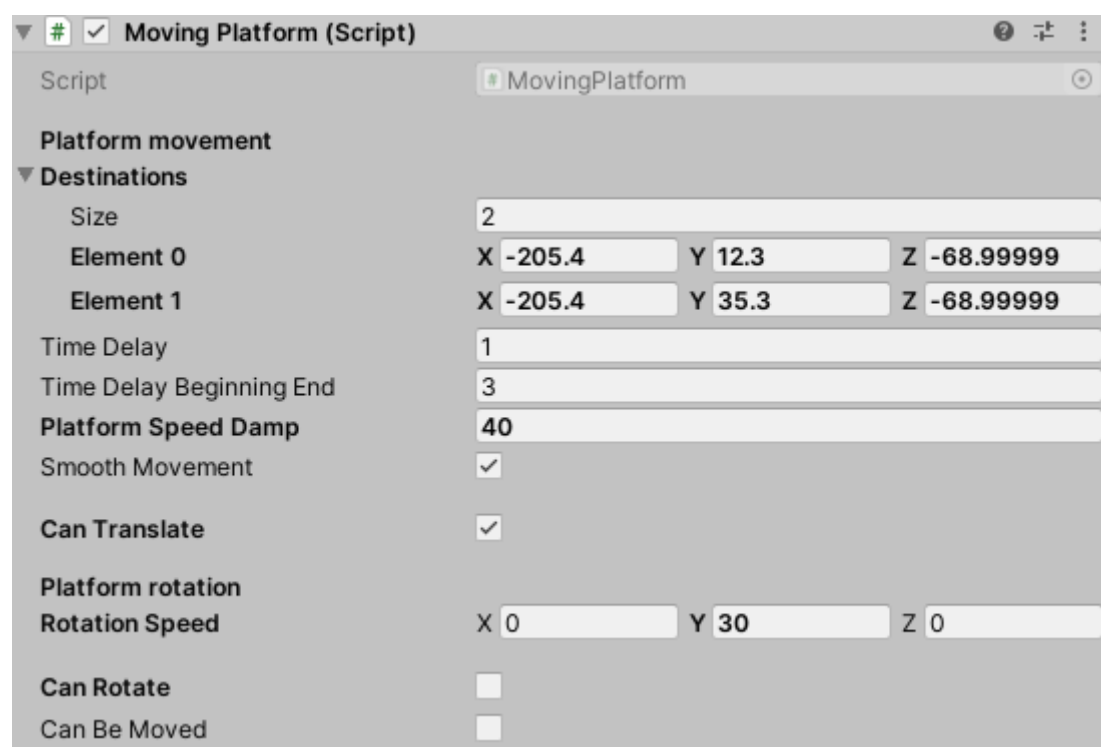 # Moving Platform (Script)
Script # MovingPlatform
Platform movement
Destinations
Size 2
Element 0 X -205.4 Y 12.3 Z -68.99999
Element 1 X -205.4 Y 35.3 Z -68.99999
Time Delay 1
Time Delay Beginning End 3
Platform Speed Damp 40
Smooth Movement
Can Translate
Platform rotation
Rotation Speed X 0 Y 30 Z 0
Can Rotate
Can Be Moved